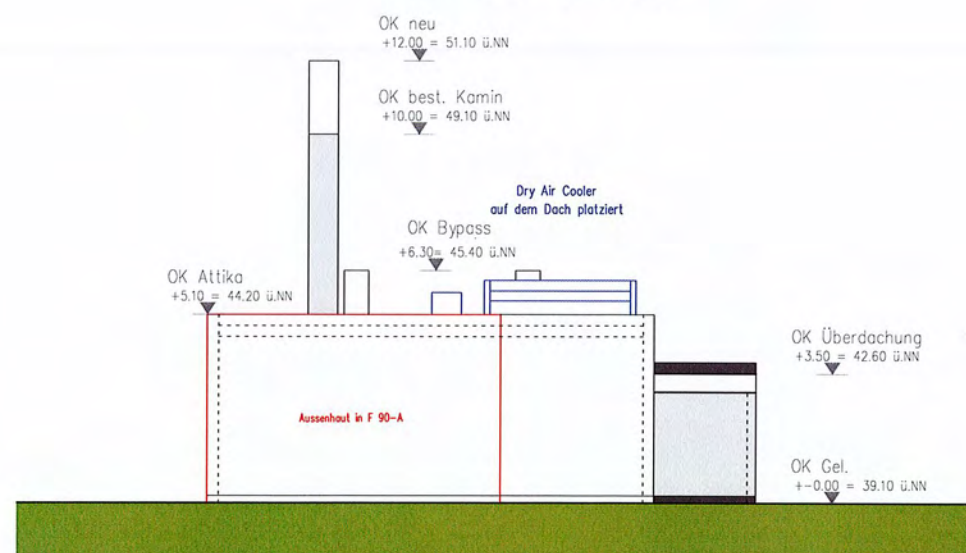 OK neu
+12.00 = 51.10 ü.NN
OK best. Kamin
+10.00 = 49.10 ü.NN
Dry Air Cooler
auf dem Dach platziert
OK Bypass
+6.30= 45.40 ü.NN
OK Attika
+5.10 = 44.20 ü.NN
OK Überdachung
+3.50 = 42.60 ü.NN
Aussenhaut in F 90-A
OK Gel.
+-0.00 = 39.10 ü.NN